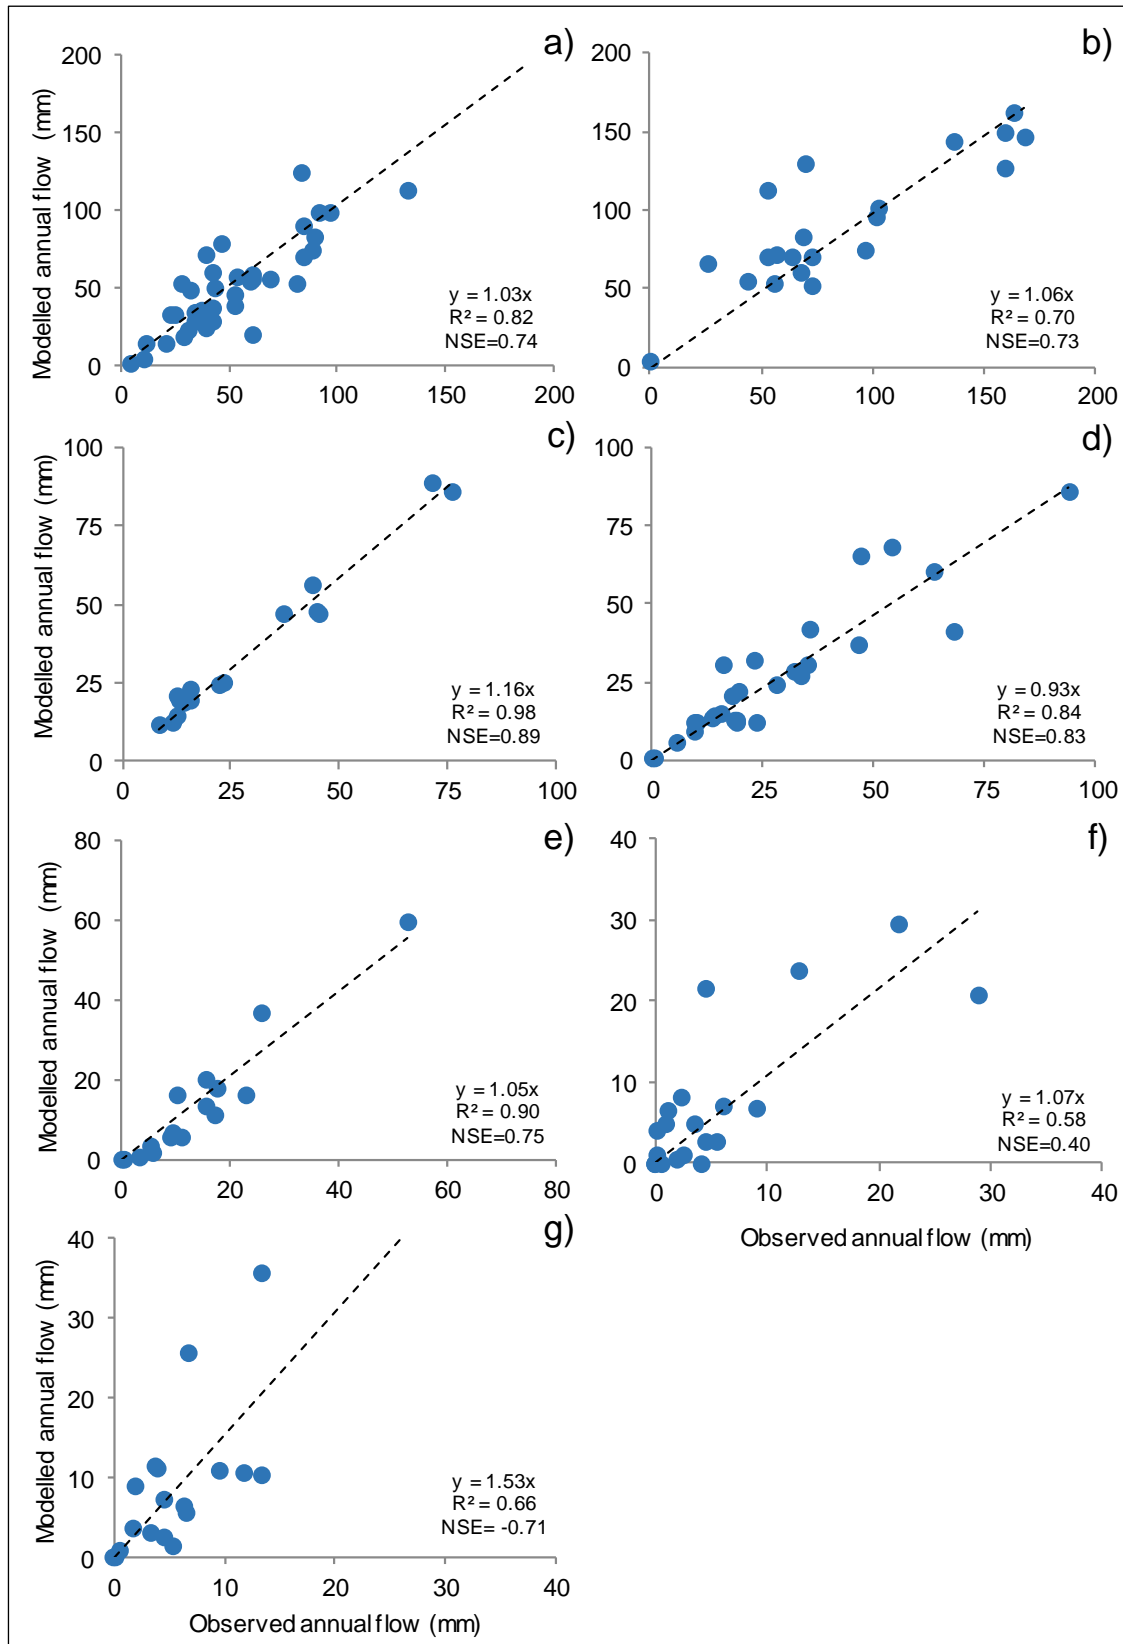 a)
200
150
100
50
0
0 50 100 150 200
Modelled annual flow (mm)
y = 1.03x
R² = 0.82
NSE=0.74
b)
200
150
100
50
0
0 50 100 150 200
y = 1.06x
R² = 0.70
NSE=0.73
c)
100
75
50
25
0
0 25 50 75 100
Modelled annual flow (mm)
y = 1.16x
R² = 0.98
NSE=0.89
d)
100
75
50
25
0
0 25 50 75 100
y = 0.93x
R² = 0.84
NSE=0.83
e)
80
60
40
20
0
0 20 40 60 80
Modelled annual flow (mm)
y = 1.05x
R² = 0.90
NSE=0.75
f)
40
30
20
10
0
0 10 20 30 40
Observed annual flow (mm)
y = 1.07x
R² = 0.58
NSE=0.40
g)
40
30
20
10
0
0 10 20 30 40
Modelled annual flow (mm)
Observed annual flow (mm)
y = 1.53x
R² = 0.66
NSE= -0.71